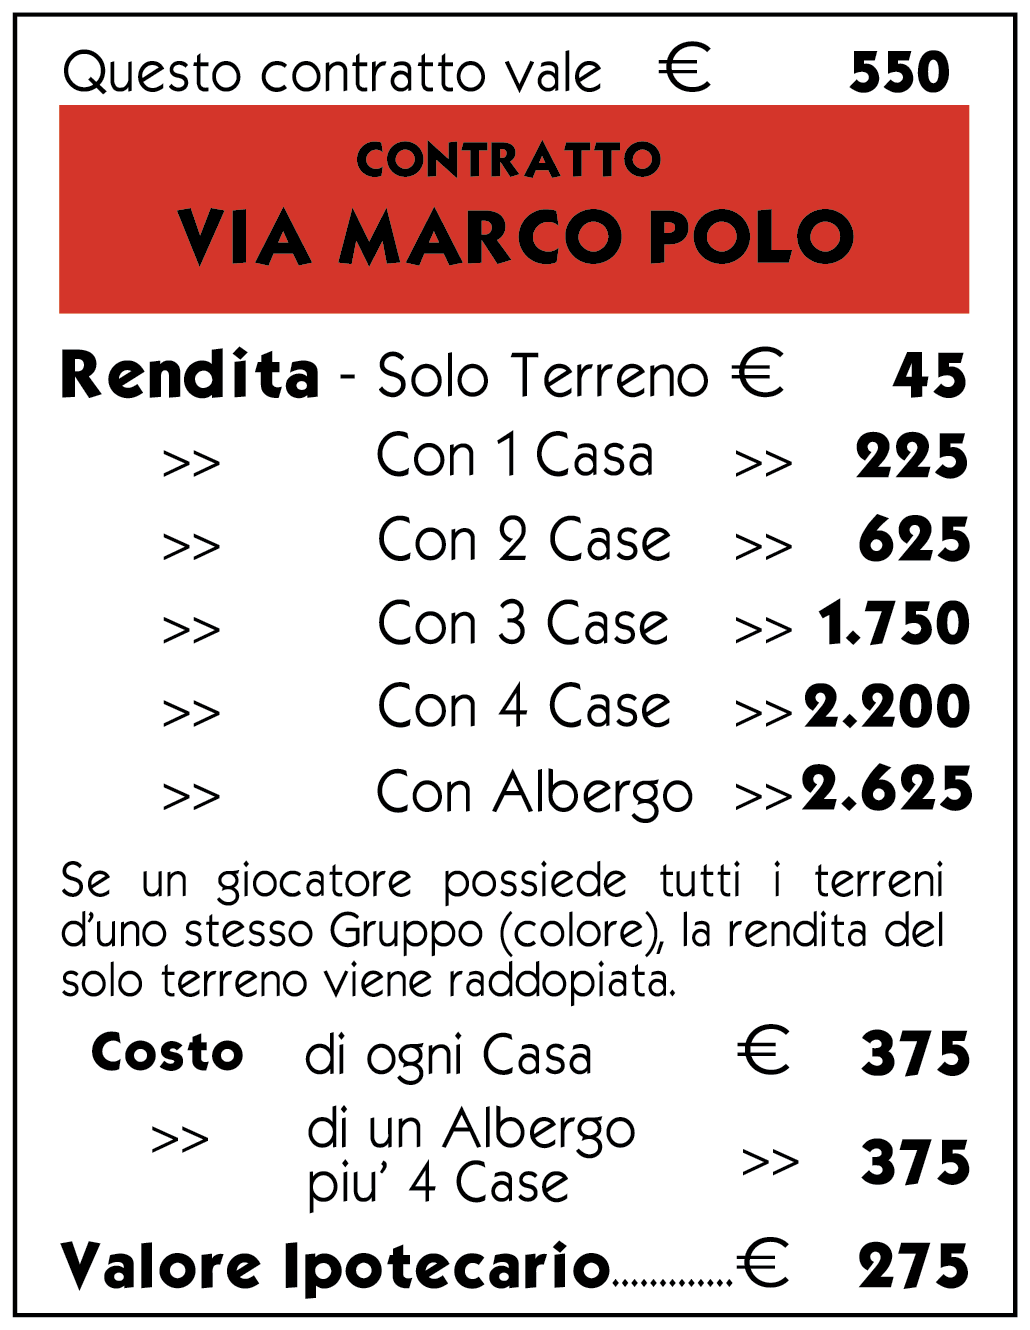 Questo contratto vale € 550
CONTRATTO
VIA MARCO POLO
Rendita - Solo Terreno € 45
>> Con 1 Casa >> 225
>> Con 2 Case >> 625
>> Con 3 Case >> 1.750
>> Con 4 Case >> 2.200
>> Con Albergo >> 2.625
Se un giocatore possiede tutti i terreni
d'uno stesso Gruppo (colore), la rendita del
solo terreno viene raddopiata.
Costo di ogni Casa € 375
>> di un Albergo
piu' 4 Case >> 375
Valore Ipotecario.............€ 275